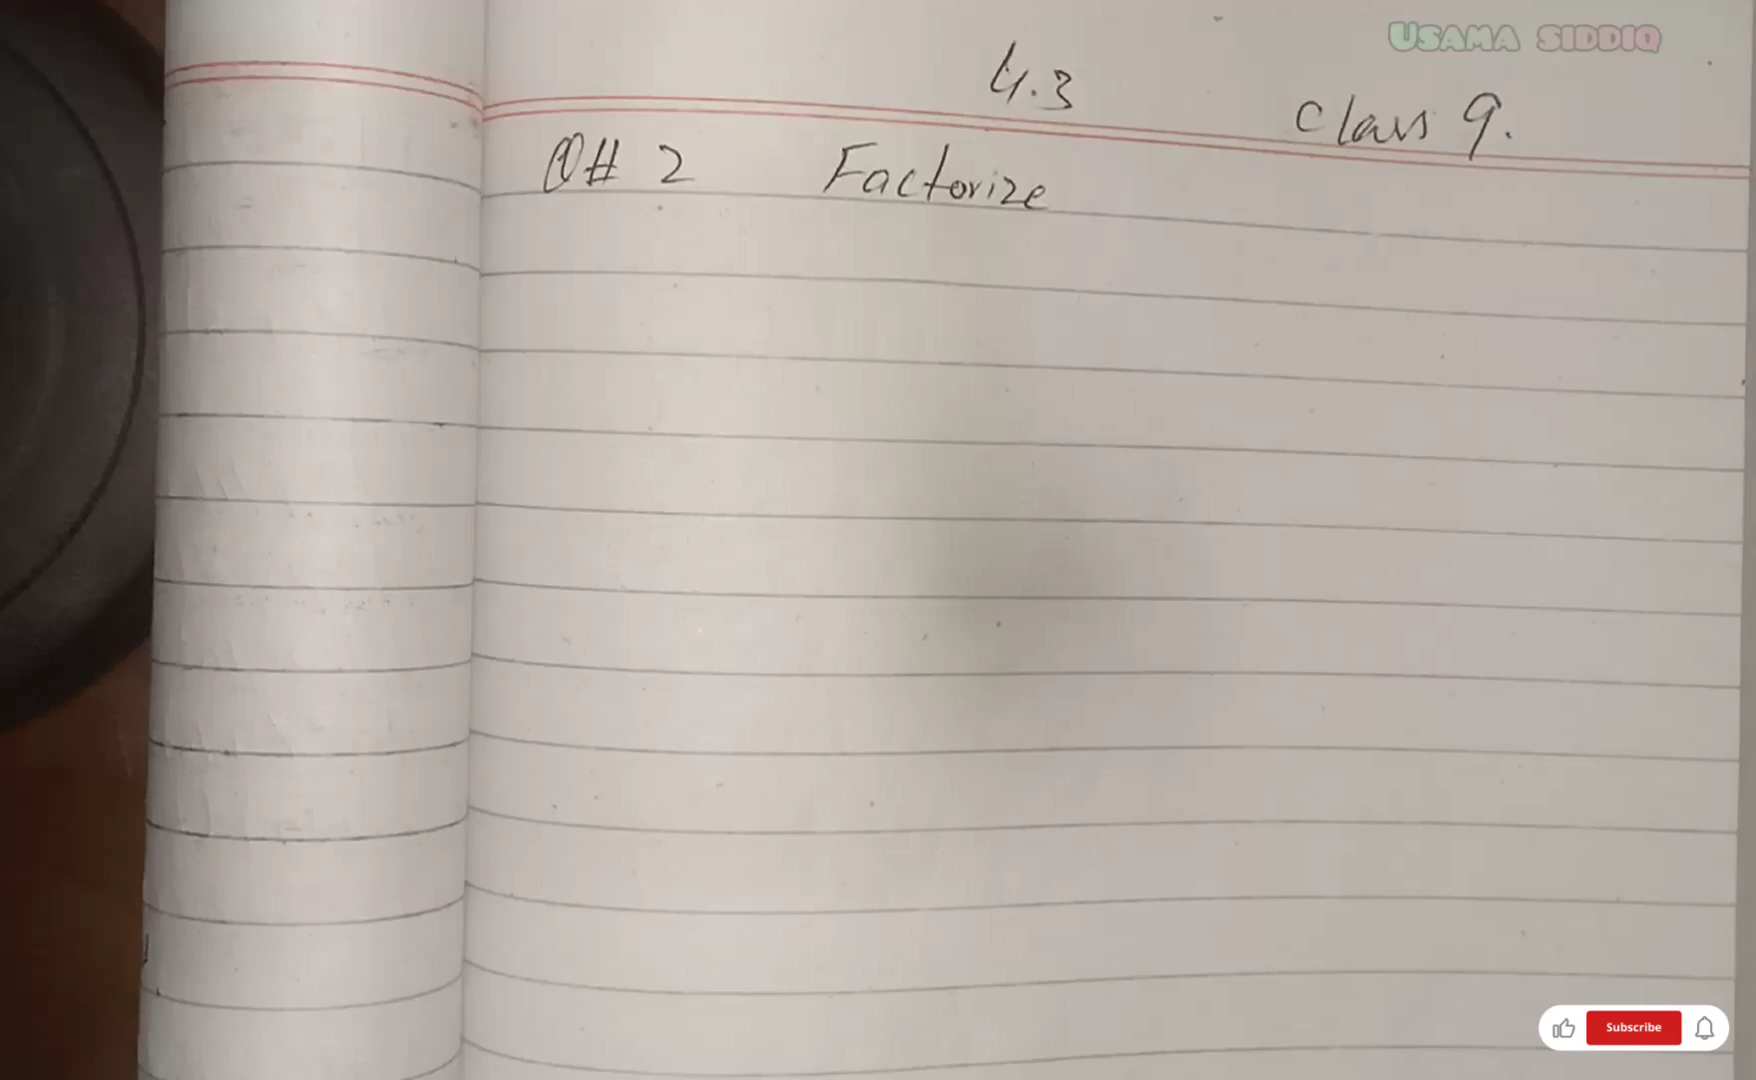 USAMA SIDDIQ
4.3
Class 9.
Q# 2 Factorize
Subscribe